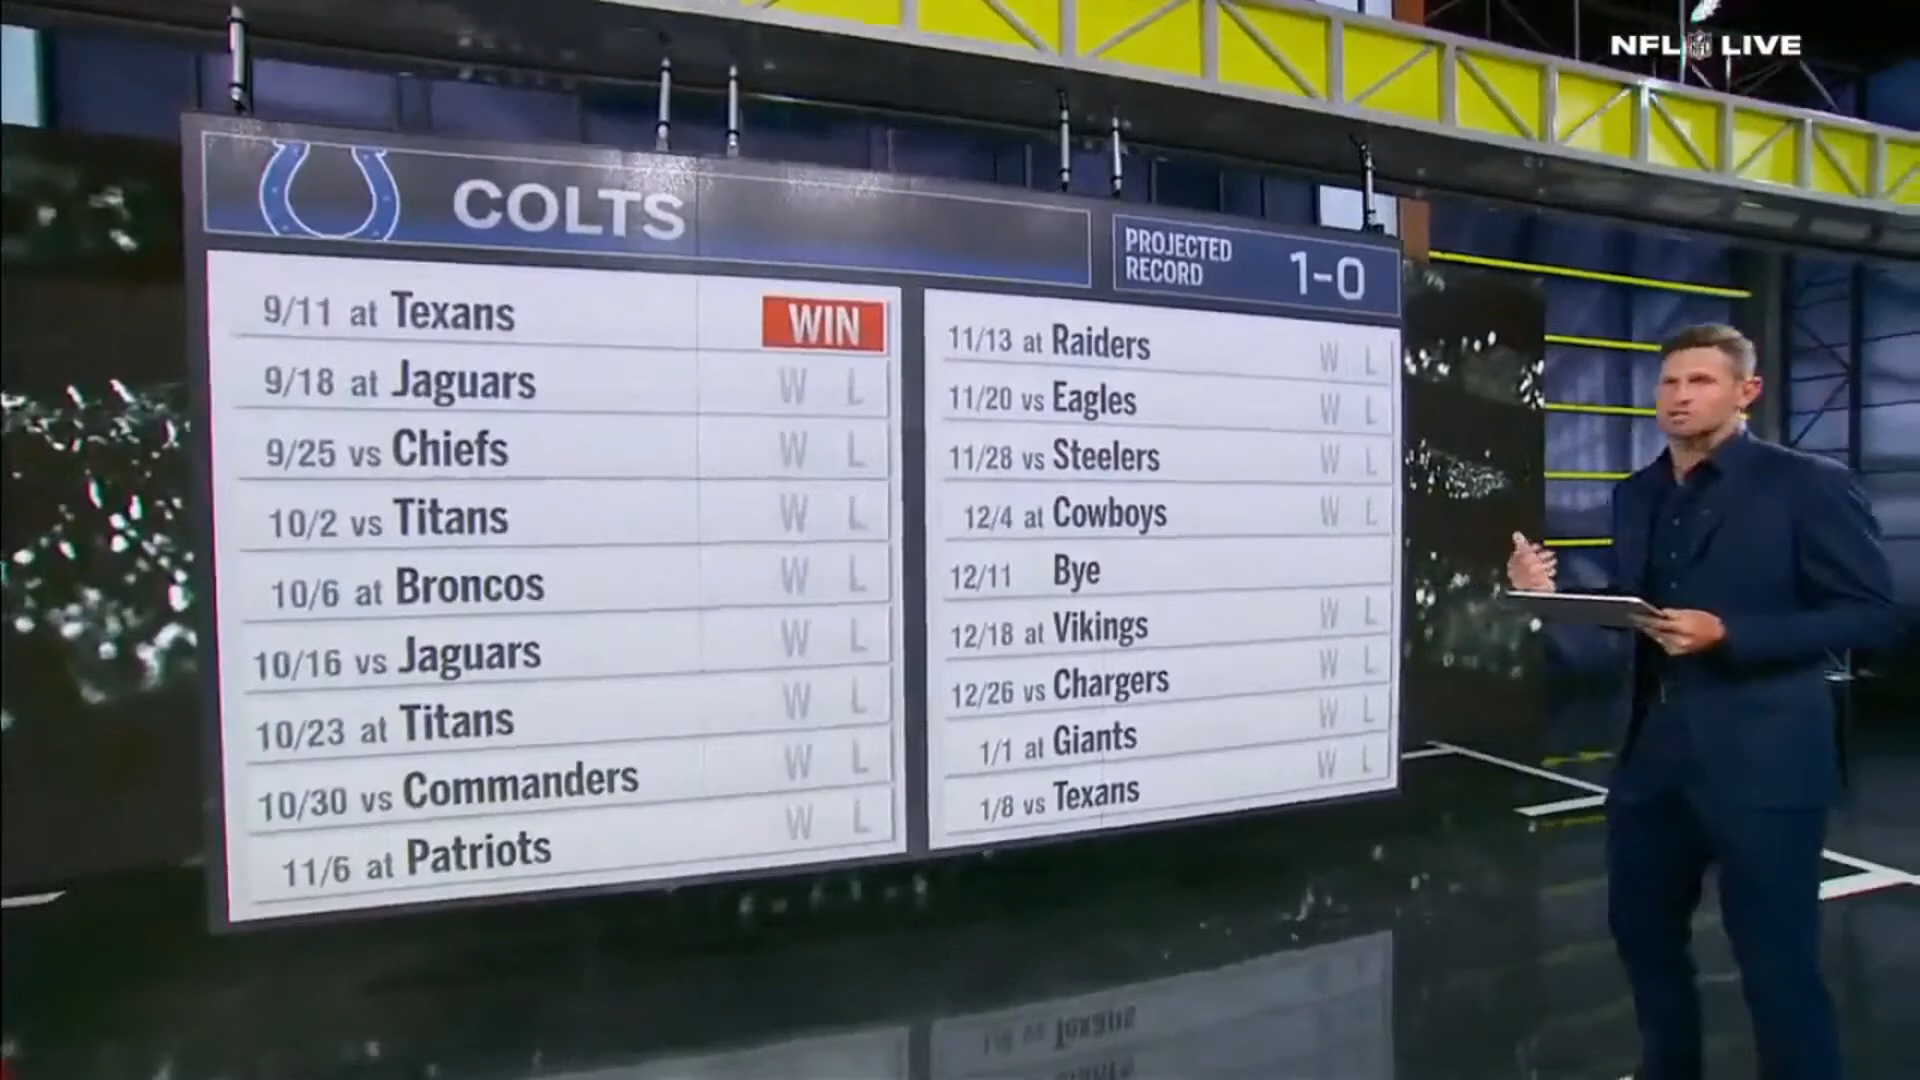 NFL LIVE
COLTS
PROJECTED
RECORD
1-0
9/11 at Texans WIN
9/18 at Jaguars W L
9/25 vs Chiefs W L
10/2 vs Titans W L
10/6 at Broncos W L
10/16 vs Jaguars W L
10/23 at Titans W L
10/30 vs Commanders W L
11/6 at Patriots W L
11/13 at Raiders W L
11/20 vs Eagles W L
11/28 vs Steelers W L
12/4 at Cowboys W L
12/11 Bye
12/18 at Vikings W L
12/26 vs Chargers W L
1/1 at Giants W L
1/8 vs Texans W L